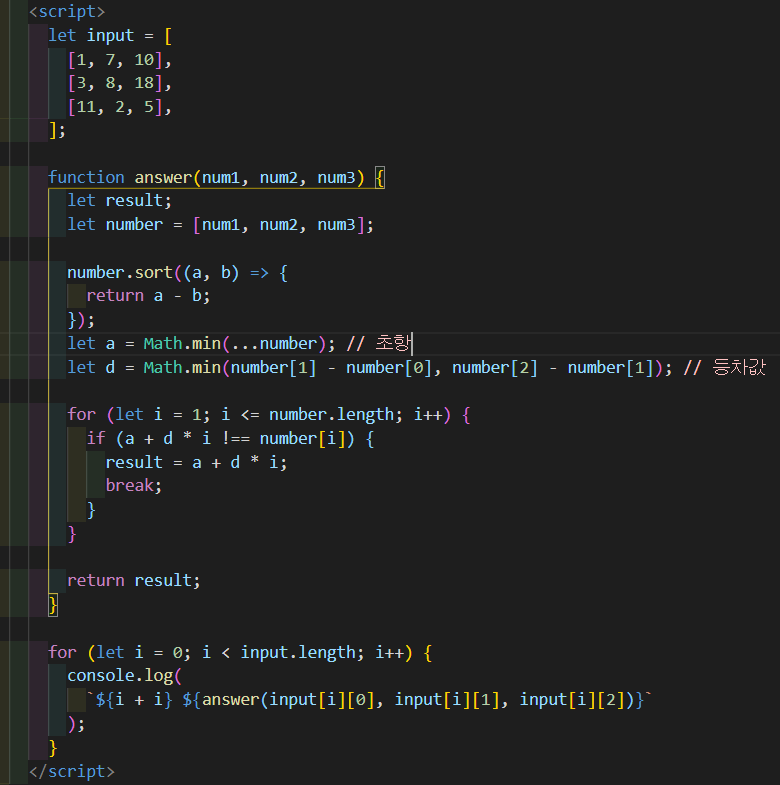 <script>
let input = [
[1, 7, 10],
[3, 8, 18],
[11, 2, 5],
];
function answer(num1, num2, num3) {
let result;
let number = [num1, num2, num3];
number.sort((a, b) => {
return a - b;
});
let a = Math.min(...number); // 초항
let d = Math.min(number[1] - number[0], number[2] - number[1]); // 등차값
for (let i = 1; i <= number.length; i++) {
if (a + d * i !== number[i]) {
result = a + d * i;
break;
}
}
return result;
}
for (let i = 0; i < input.length; i++) {
console.log(
`${i + i} ${answer(input[i][0], input[i][1], input[i][2])}`
);
}
</script>